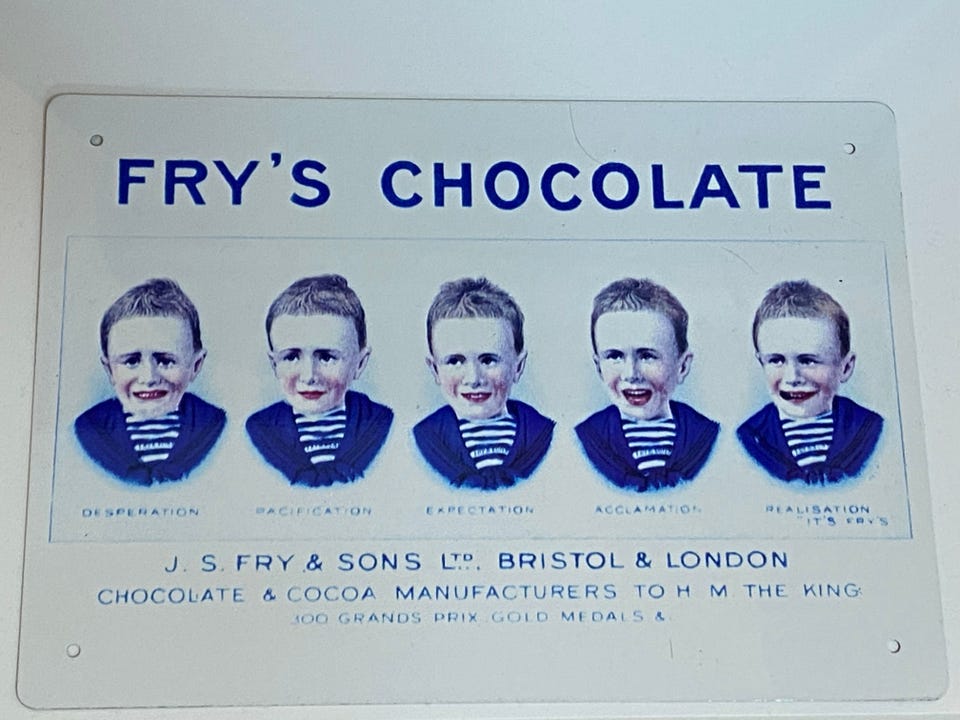 FRY'S CHOCOLATE
DESPERATION PACIFICATION EXPECTATION ACCLAMATION REALISATION
"IT'S FRY'S
J. S. FRY & SONS LTD. BRISTOL & LONDON
CHOCOLATE & COCOA MANUFACTURERS TO H M THE KING
300 GRANDS PRIX GOLD MEDALS &